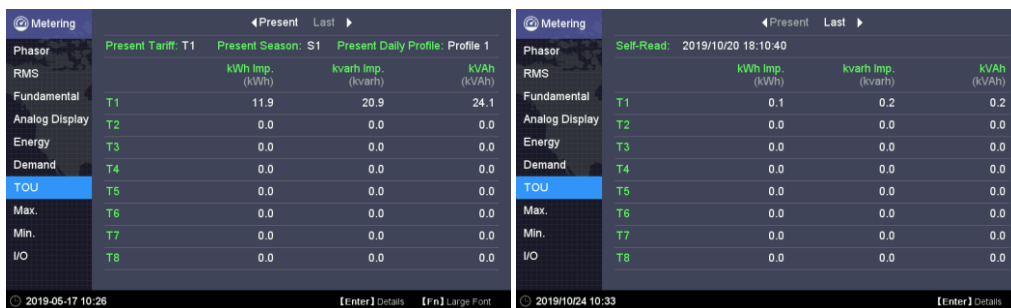 Metering
◀Present Last ▶
Phasor
RMS
Fundamental
Analog Display
Energy
Demand
TOU
Max.
Min.
I/O
Present Tariff: T1 Present Season: S1 Present Daily Profile: Profile 1
kWh Imp. kvarh Imp. kVAh
(kWh) (kvarh) (kVAh)
T1 11.9 20.9 24.1
T2 0.0 0.0 0.0
T3 0.0 0.0 0.0
T4 0.0 0.0 0.0
T5 0.0 0.0 0.0
T6 0.0 0.0 0.0
T7 0.0 0.0 0.0
T8 0.0 0.0 0.0
2019-05-17 10:26 【Enter】Details 【Fn】Large Font
Metering
◀Present Last ▶
Phasor
RMS
Fundamental
Analog Display
Energy
Demand
TOU
Max.
Min.
I/O
Self-Read: 2019/10/20 18:10:40
kWh Imp. kvarh Imp. kVAh
(kWh) (kvarh) (kVAh)
T1 0.1 0.2 0.2
T2 0.0 0.0 0.0
T3 0.0 0.0 0.0
T4 0.0 0.0 0.0
T5 0.0 0.0 0.0
T6 0.0 0.0 0.0
T7 0.0 0.0 0.0
T8 0.0 0.0 0.0
2019/10/24 10:33 【Enter】Details